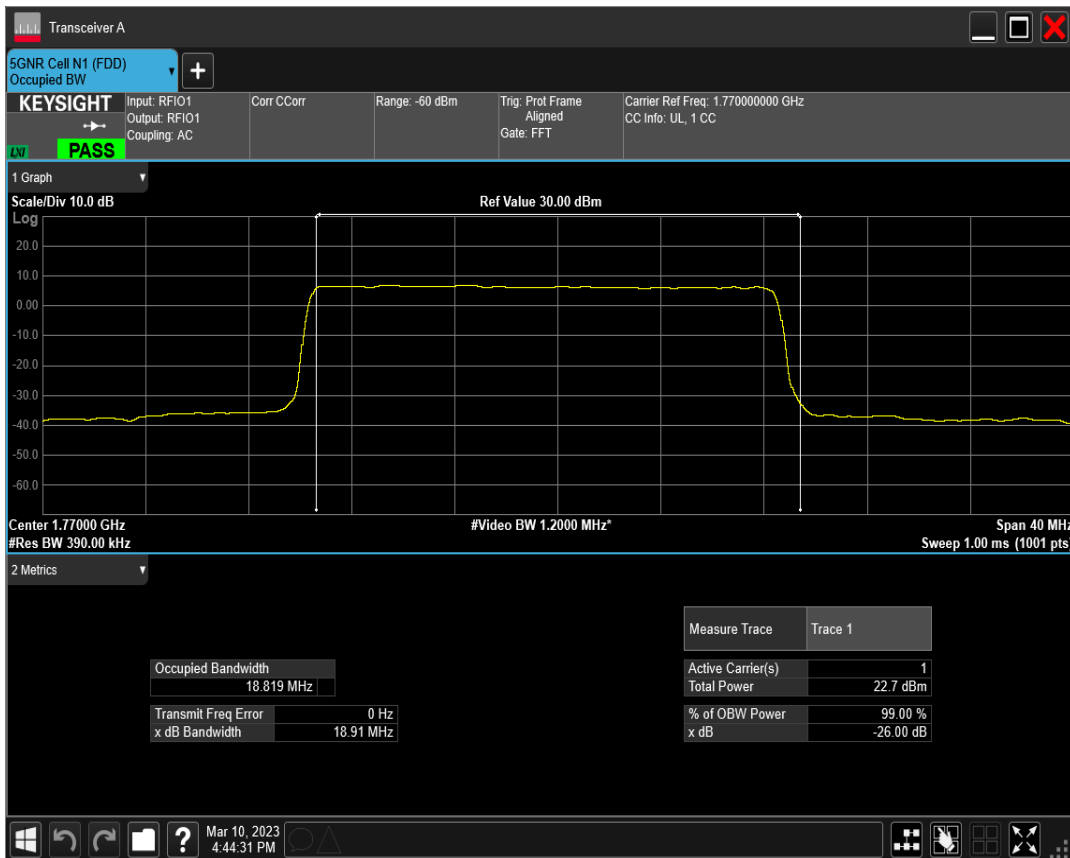 Transceiver A
5GNR Cell N1 (FDD)
Occupied BW
KEYSIGHT
LXI
PASS
Input: RFIO1
Output: RFIO1
Coupling: AC
Corr CCorr
Range: -60 dBm
Trig: Prot Frame
Aligned
Gate: FFT
Carrier Ref Freq: 1.770000000 GHz
CC Info: UL, 1 CC
1 Graph
Scale/Div 10.0 dB
Ref Value 30.00 dBm
Log
20.0
10.0
0.00
-10.0
-20.0
-30.0
-40.0
-50.0
-60.0
Center 1.77000 GHz
#Video BW 1.2000 MHz*
Span 40 MHz
#Res BW 390.00 kHz
Sweep 1.00 ms (1001 pts)
2 Metrics
Measure Trace
Trace 1
Occupied Bandwidth
18.819 MHz
Active Carrier(s) 1
Total Power 22.7 dBm
Transmit Freq Error 0 Hz
x dB Bandwidth 18.91 MHz
% of OBW Power 99.00 %
x dB -26.00 dB
?
Mar 10, 2023
4:44:31 PM